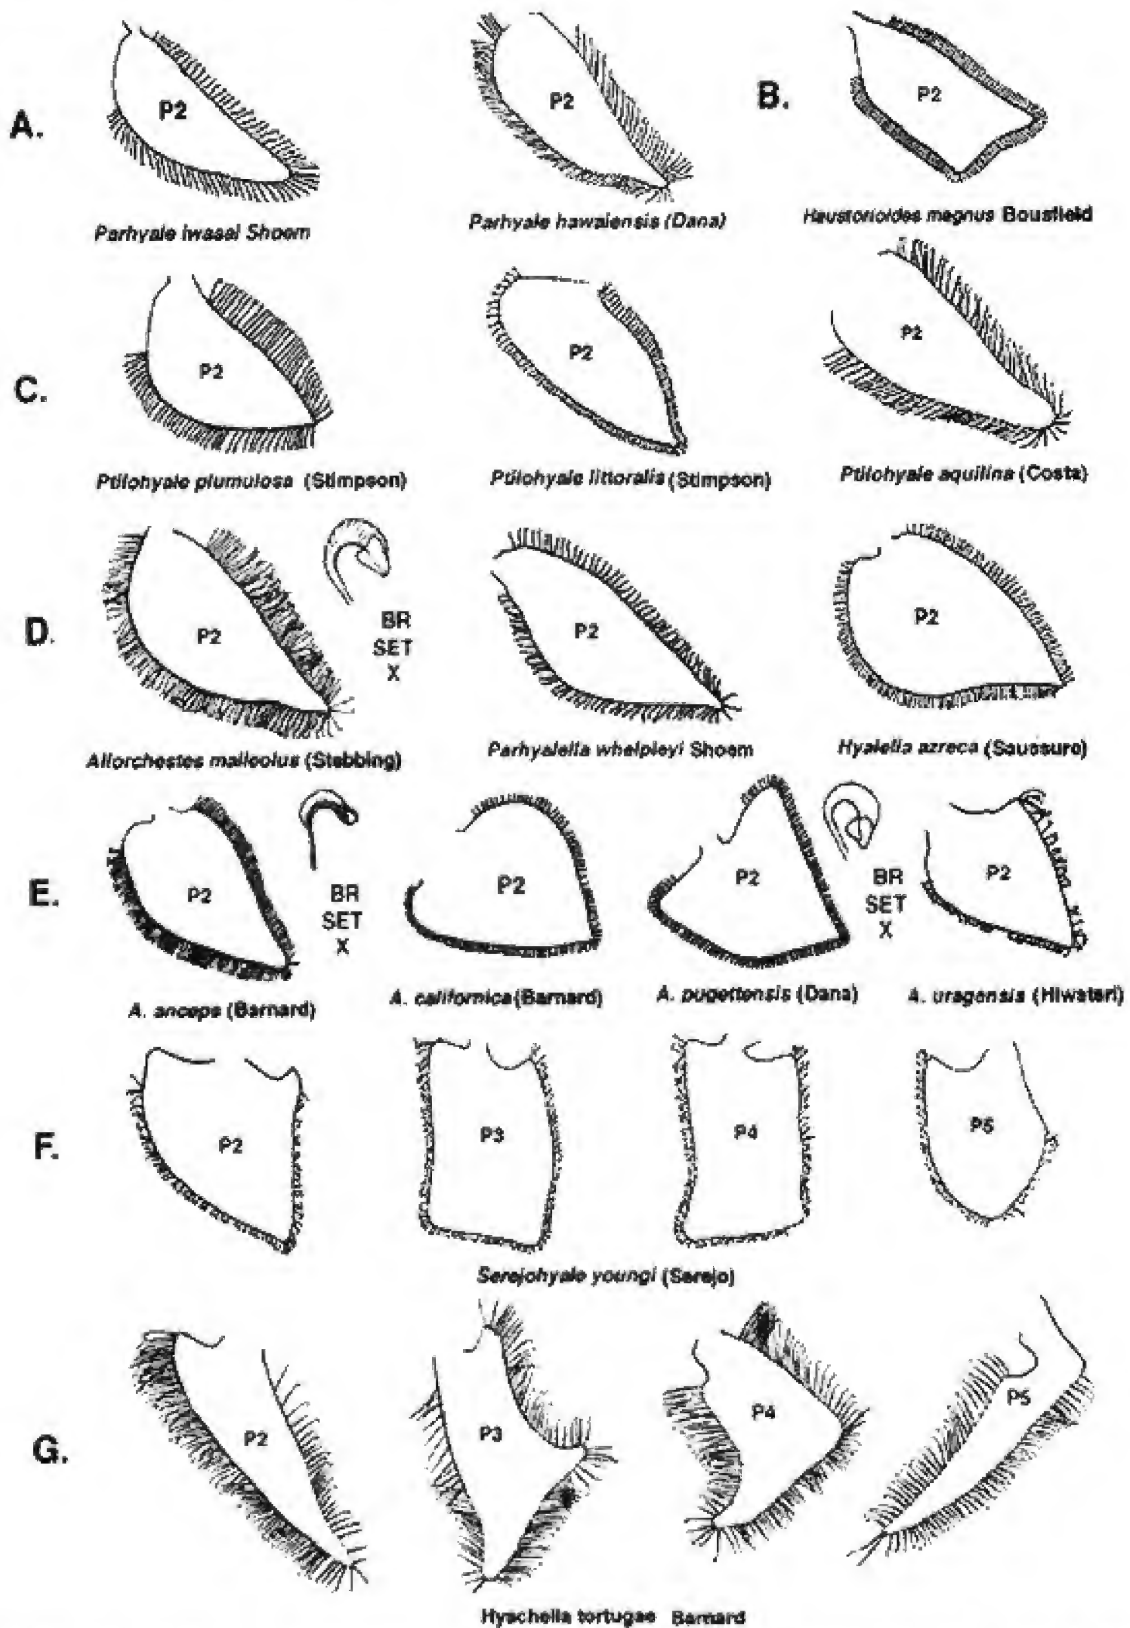 A.
P2
P2
B.
P2
Parhyale iwasai Shoem
Parhyale hawaiensis (Dana)
Haustorioides magnus Bousfield
C.
P2
P2
P2
Ptilohyale plumulosa (Stimpson)
Ptilohyale littoralis (Stimpson)
Ptilohyale aquilina (Costa)
D.
P2
BR
SET
X
P2
P2
Allorchestes malleolus (Stebbing)
Parhyalella whelpleyi Shoem
Hyalella azteca (Saussure)
E.
P2
BR
SET
X
P2
P2
BR
SET
X
P2
A. anceps (Barnard)
A. californica (Barnard)
A. pugettensis (Dana)
A. uragensis (Hiwatari)
F.
P2
P3
P4
P5
Serejohyale youngi (Serejo)
G.
P2
P3
P4
P5
Hyachella tortugae Barnard